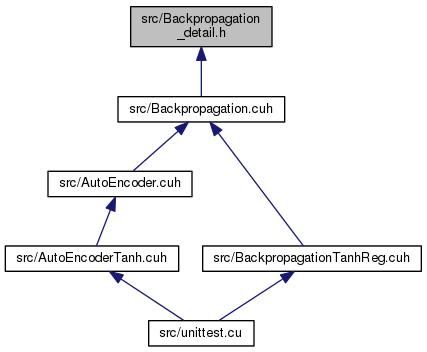 src/Backpropagation
_detail.h
src/Backpropagation.cuh
src/AutoEncoder.cuh
src/AutoEncoderTanh.cuh
src/BackpropagationTanhReg.cuh
src/unittest.cu